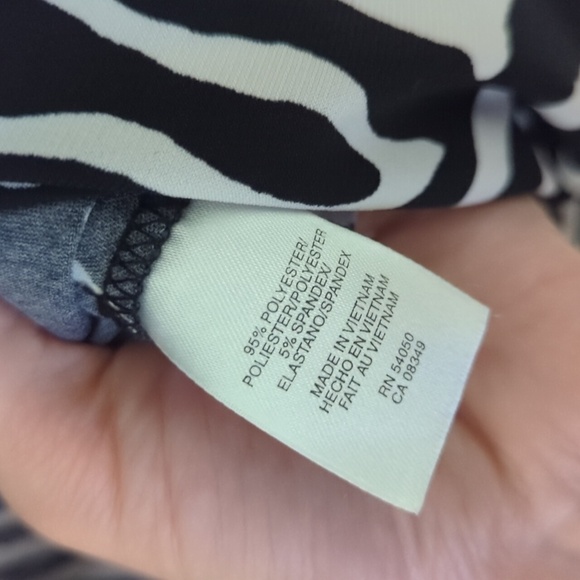 95% POLYESTER/
POLIESTER/POLYESTER
5% SPANDEX/
ELASTANO/SPANDEX
MADE IN VIETNAM
HECHO EN VIETNAM
FAIT AU VIETNAM
RN 54050
CA 08349